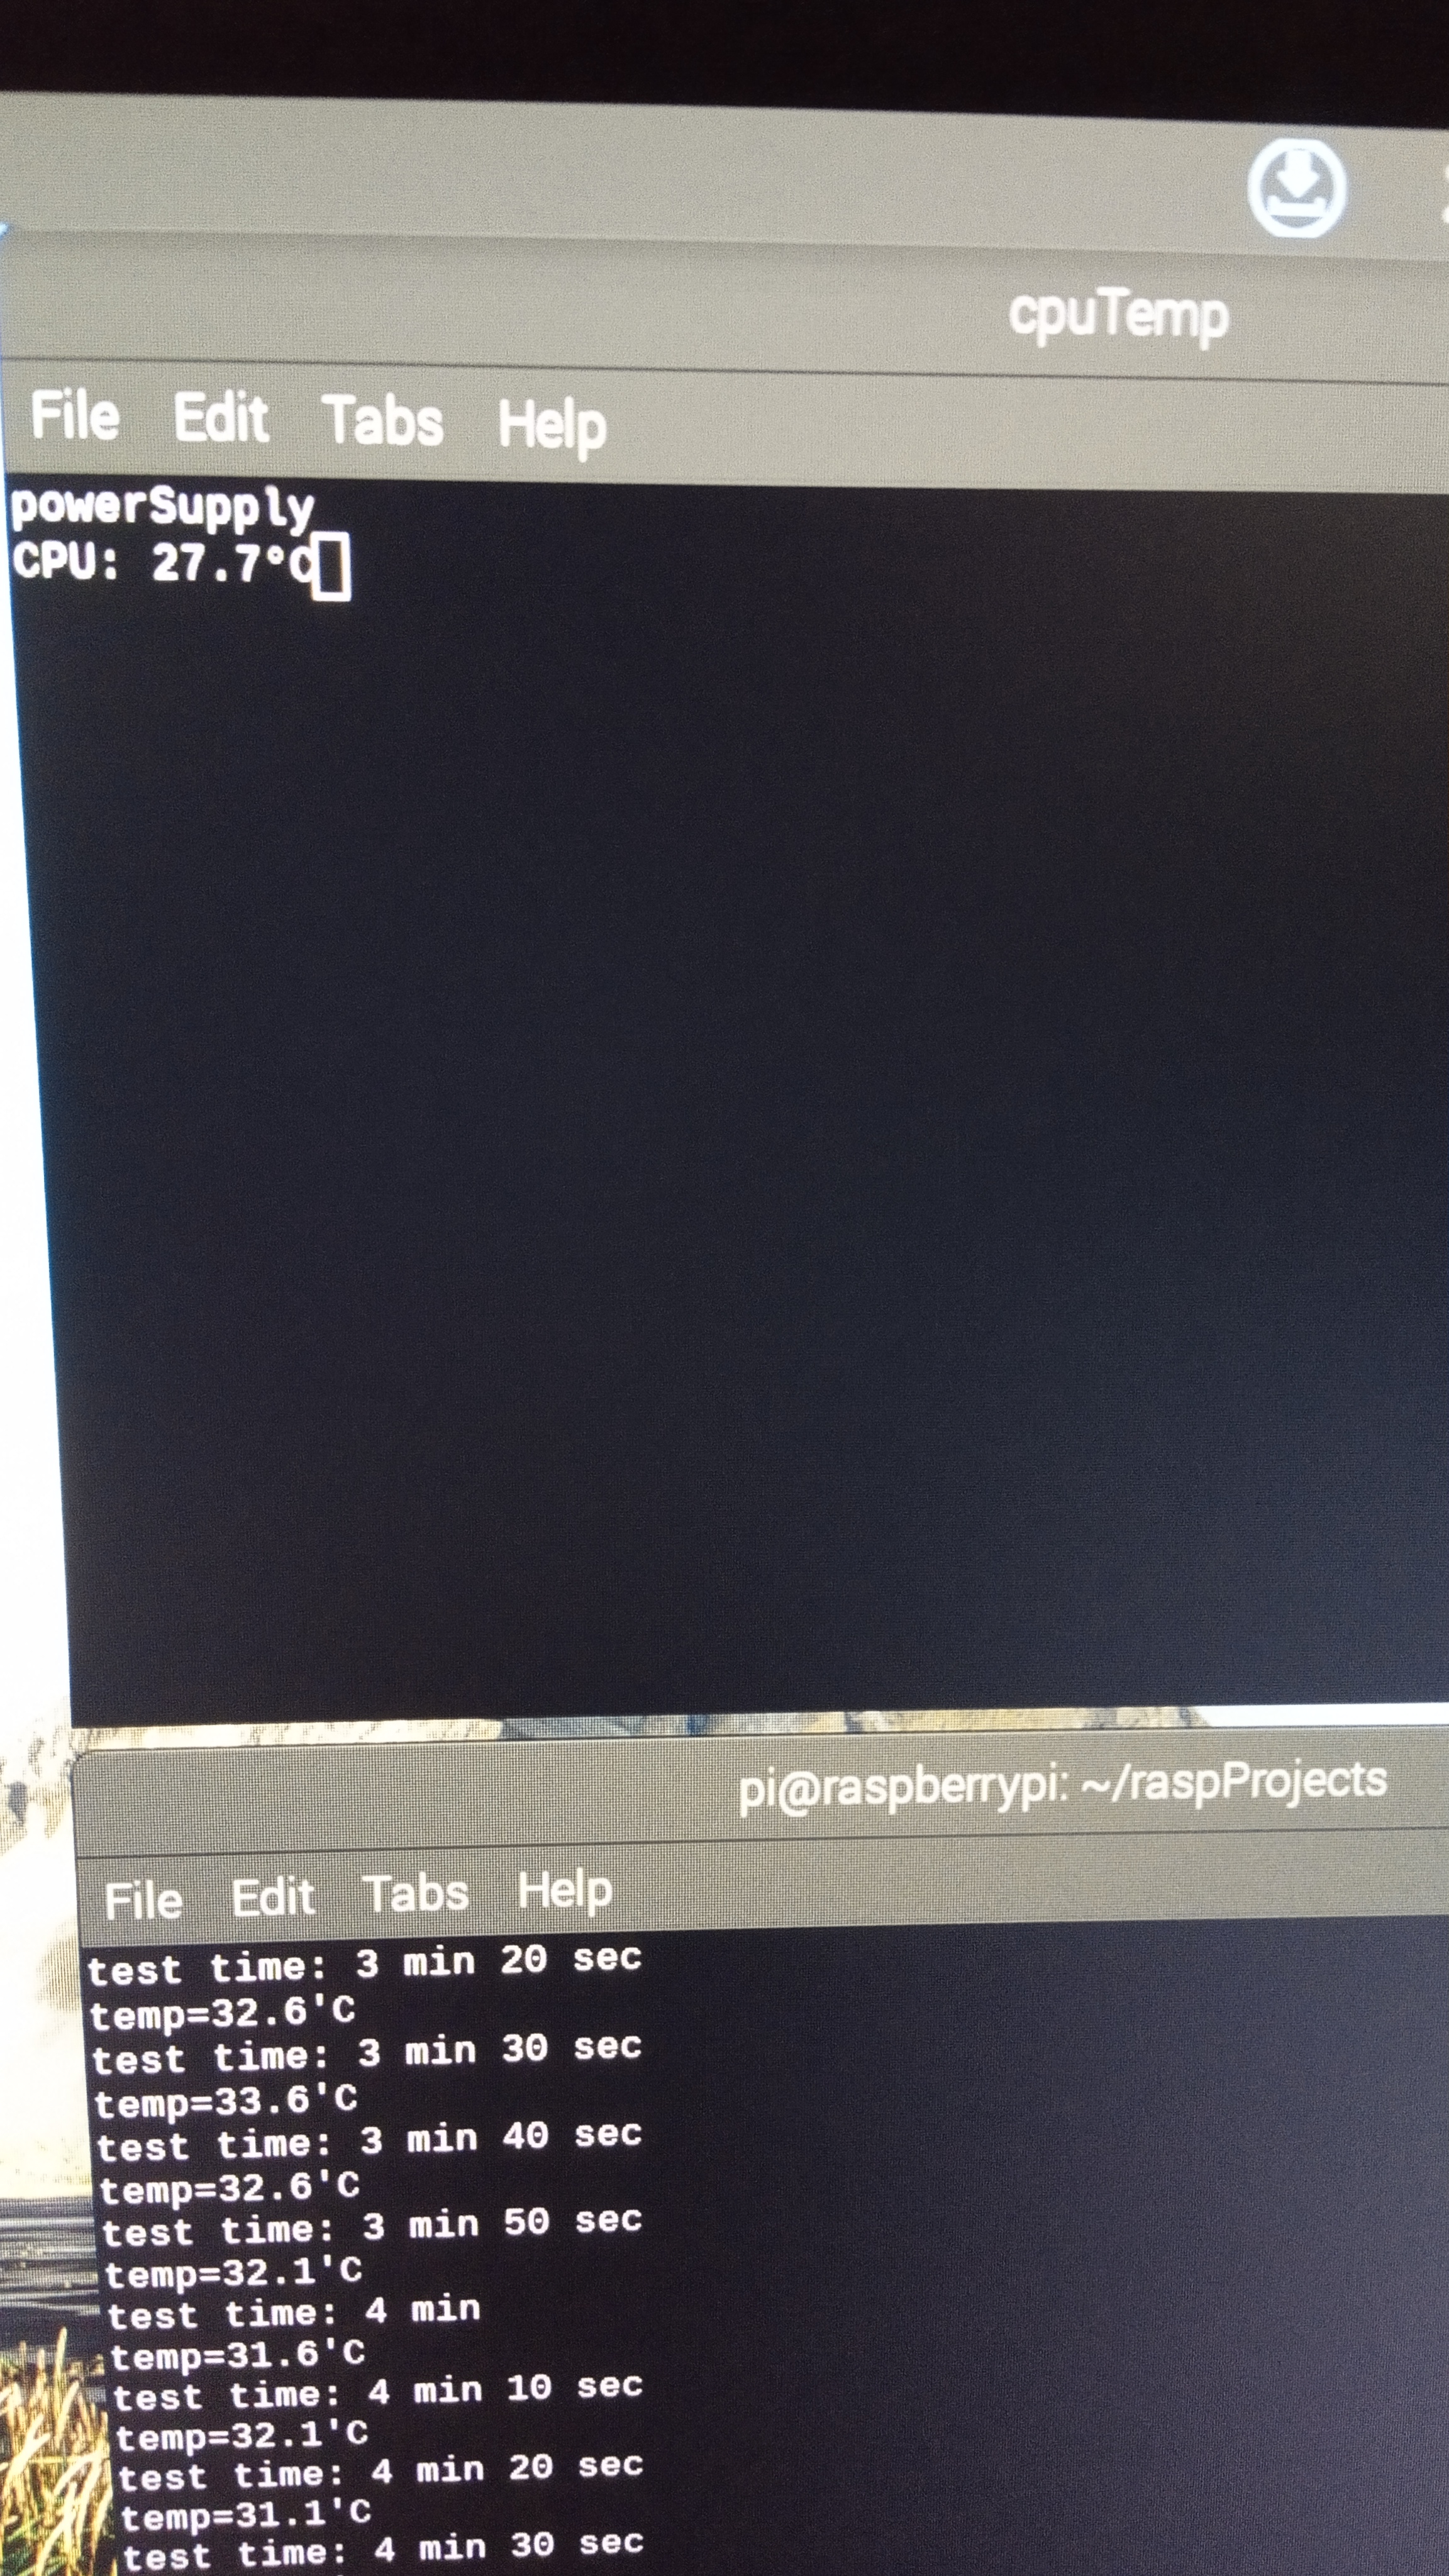 cpuTemp
File Edit Tabs Help
powerSupply
CPU: 27.7°C
pi@raspberrypi: ~/raspProjects
File Edit Tabs Help
test time: 3 min 20 sec
temp=32.6'C
test time: 3 min 30 sec
temp=33.6'C
test time: 3 min 40 sec
temp=32.6'C
test time: 3 min 50 sec
temp=32.1'C
test time: 4 min
temp=31.6'C
test time: 4 min 10 sec
temp=32.1'C
test time: 4 min 20 sec
temp=31.1'C
test time: 4 min 30 sec